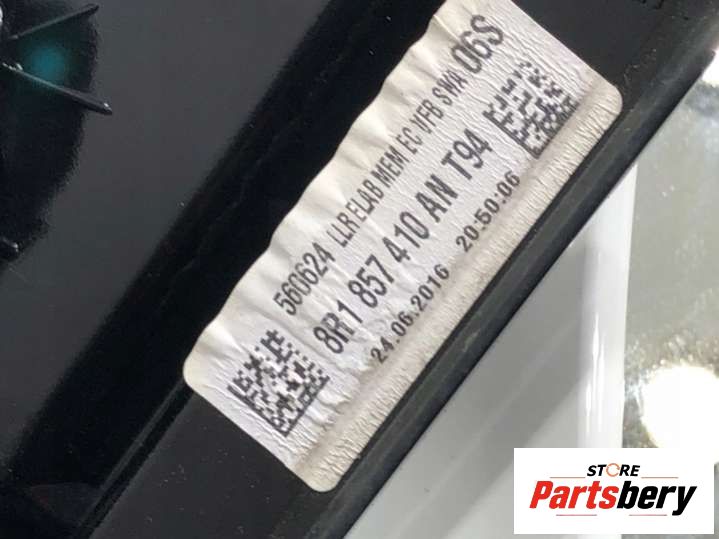 560624 LLR ELAB MEM EC I/FB SWA 06S
8R1 857 410 AN T94
24.06.2016 20:50:06
STORE
Partsbery